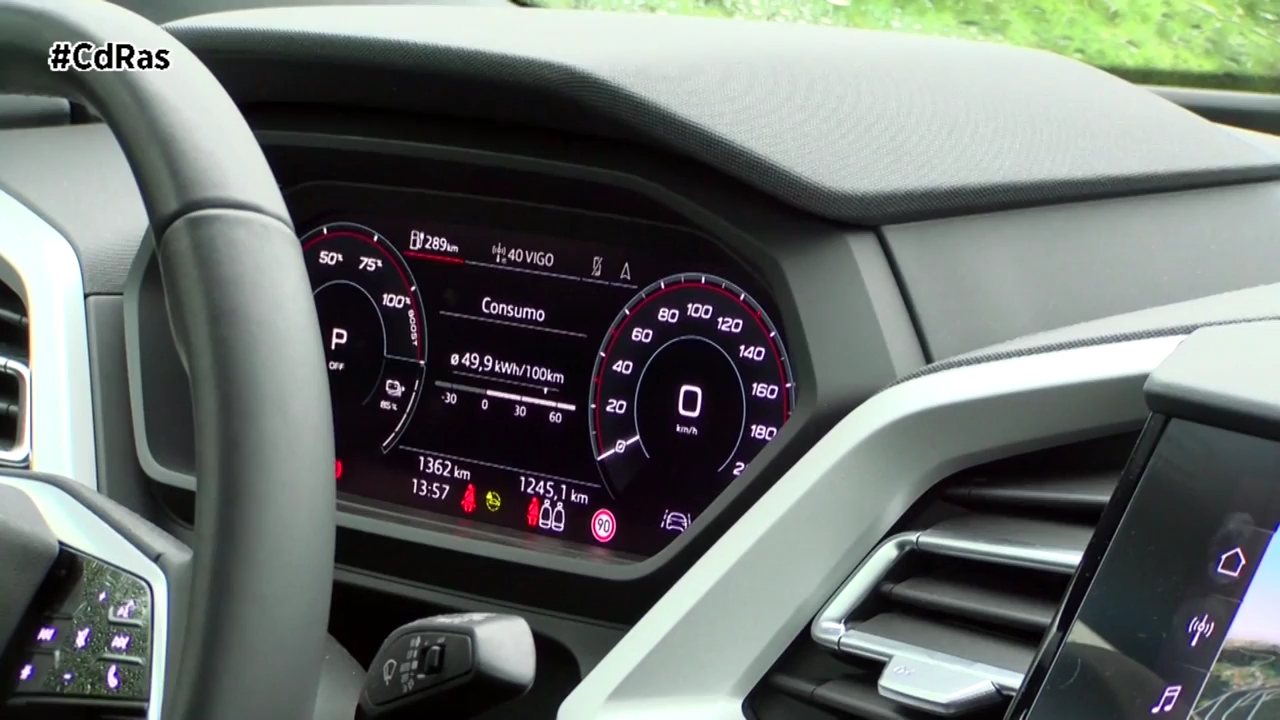 #CdRas
289km
40 VIGO
50%
75%
100%
BOOST
P
OFF
85%
Consumo
ø 49,9 kWh/100km
-30 0 30 60
1362 km
13:57
1245,1 km
90
0
20
40
60
80
100
120
140
160
180
0
km/h